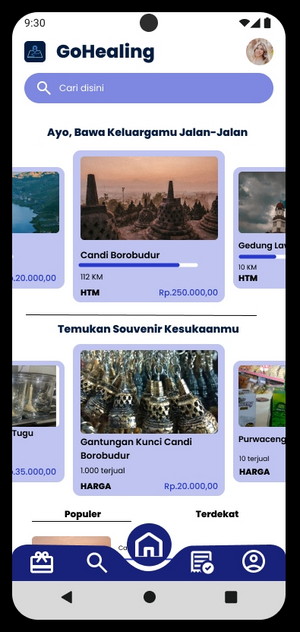 9:30
GoHealing
Cari disini
Ayo, Bawa Keluargamu Jalan-Jalan
Candi Borobudur
Gedung Law
112 KM
10 KM
.20.000,00
HTM
Rp.250.000,00
HTM
Temukan Souvenir Kesukaanmu
Tugu
Gantungan Kunci Candi
Borobudur
Purwaceng
1.000 terjual
10 terjual
.35.000,00
HARGA
Rp.20.000,00
HARGA
Populer
Terdekat
Ca